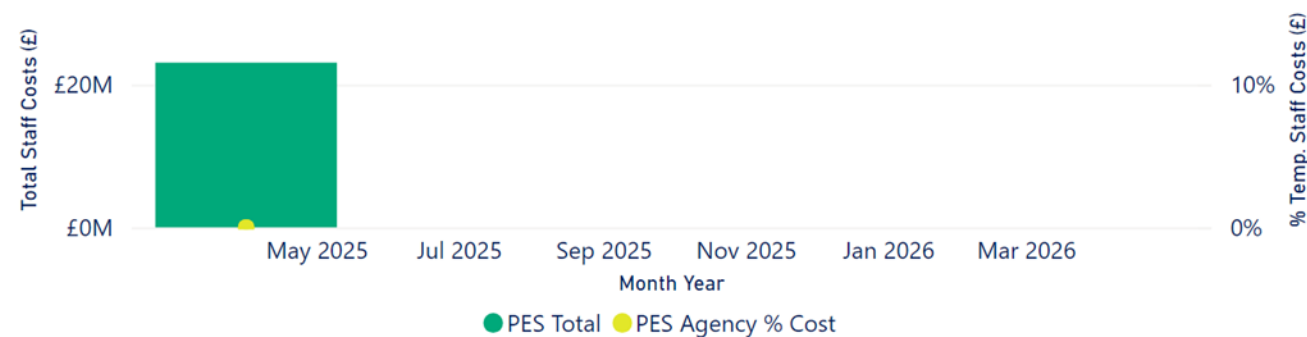 Total Staff Costs (£)
£20M
£0M
10%
0%
% Temp. Staff Costs (£)
May 2025 Jul 2025 Sep 2025 Nov 2025 Jan 2026 Mar 2026
Month Year
PES Total PES Agency % Cost